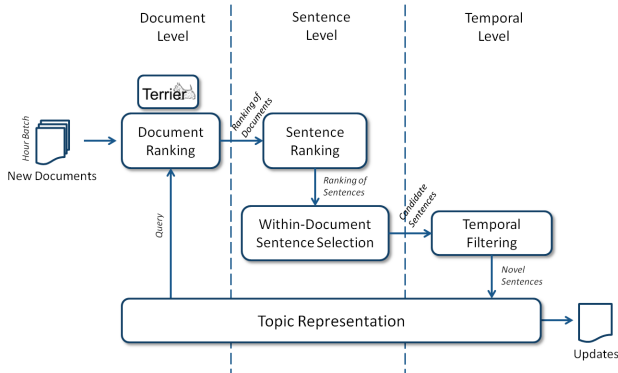 Document
Level
Sentence
Level
Temporal
Level
Terrier
Hour Batch
New Documents
Document
Ranking
Ranking of
Documents
Sentence
Ranking
Ranking of
Sentences
Query
Within-Document
Sentence Selection
Candidate
Sentences
Temporal
Filtering
Novel
Sentences
Topic Representation
Updates